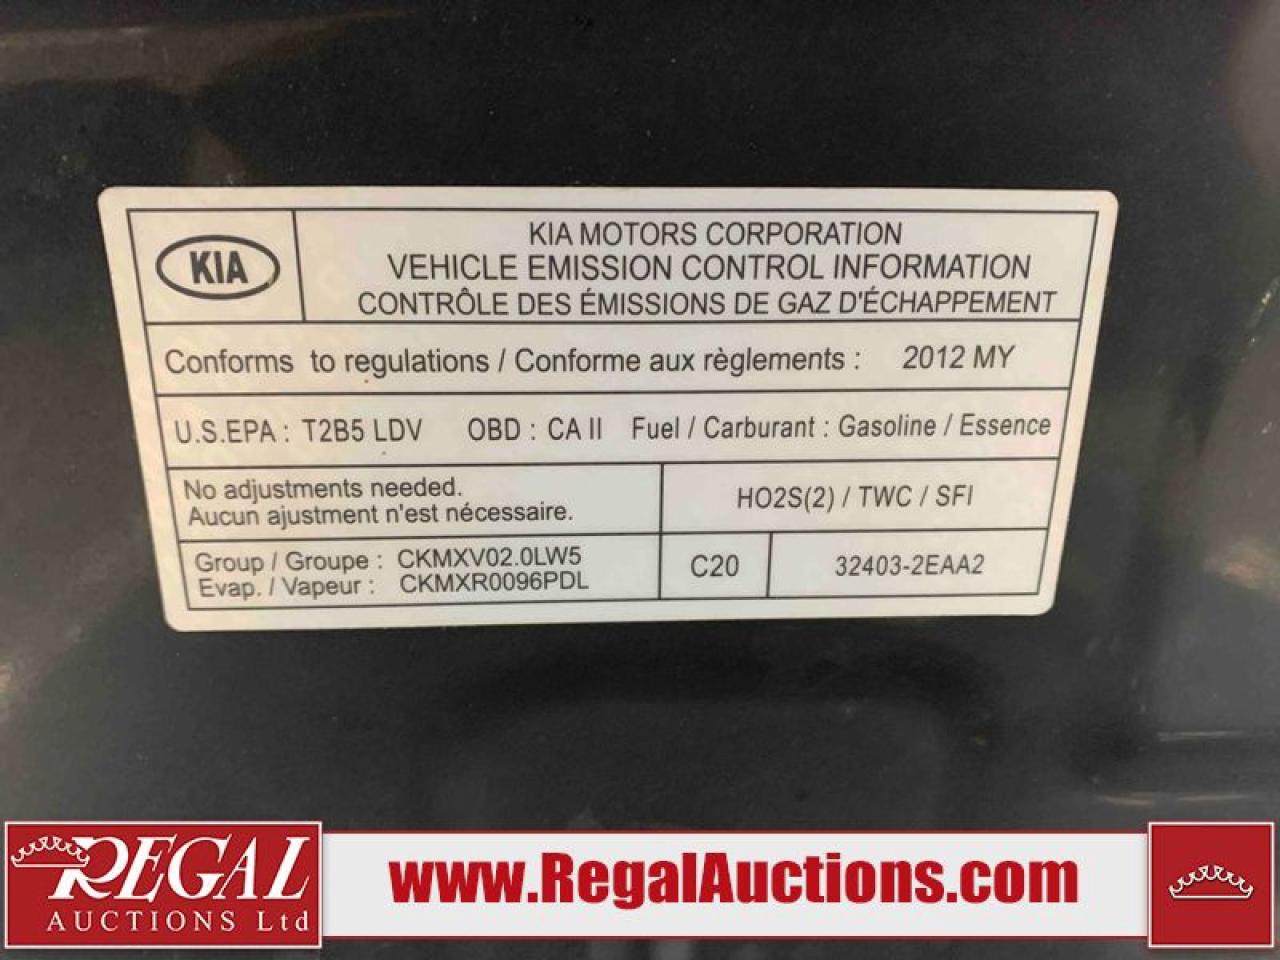 KIA
KIA MOTORS CORPORATION
VEHICLE EMISSION CONTROL INFORMATION
CONTRÔLE DES ÉMISSIONS DE GAZ D'ÉCHAPPEMENT
Conforms to regulations / Conforme aux règlements : 2012 MY
U.S.EPA : T2B5 LDV OBD : CA II Fuel / Carburant : Gasoline / Essence
No adjustments needed.
Aucun ajustment n'est nécessaire.
HO2S(2) / TWC / SFI
Group / Groupe : CKMXV02.0LW5
Evap. / Vapeur : CKMXR0096PDL
C20
32403-2EAA2
REGAL
AUCTIONS Ltd
www.RegalAuctions.com